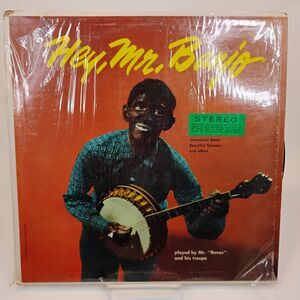 Hey, Mr. Banjo
STEREO
Camptown Races
Beautiful Dreamer
and others
played by Mr. "Bones"
and his troupe